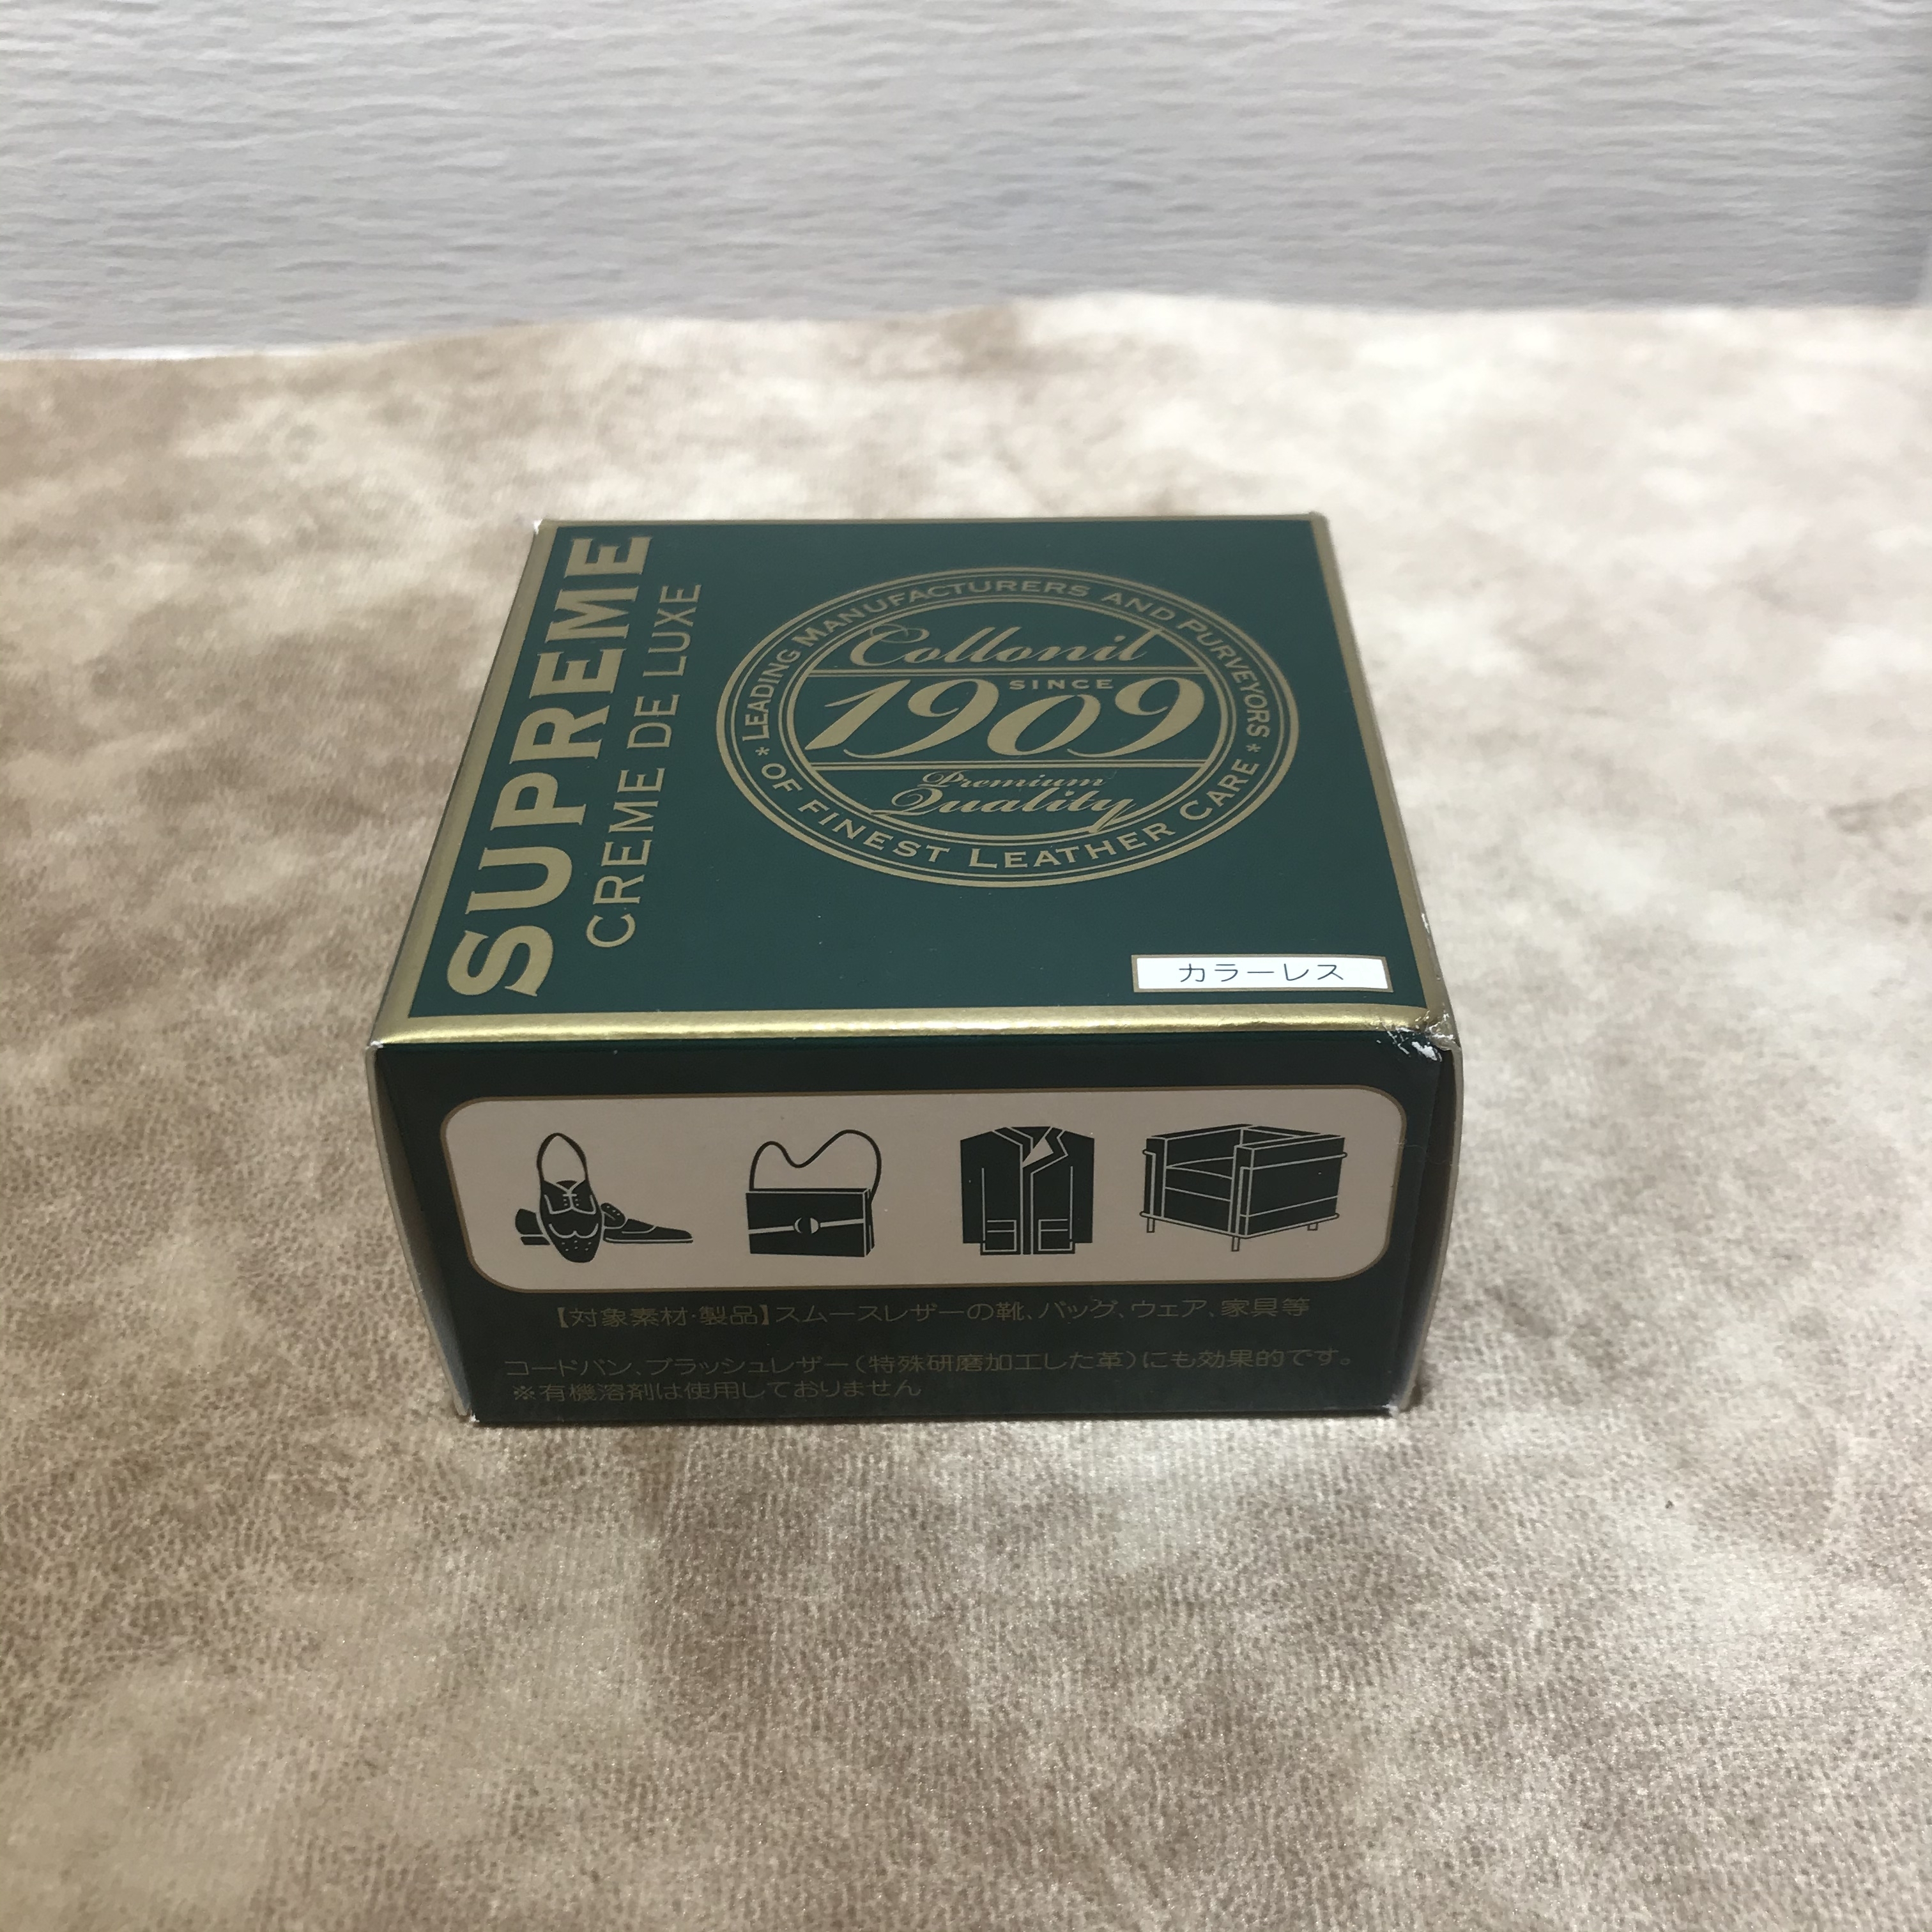 SUPREME
CREME DE LUXE
* LEADING MANUFACTURERS AND PURVEYORS *
OF FINEST LEATHER CARE
Collonil
SINCE
1909
Premium
Quality
カラーレス
【対象素材・製品】スムースレザーの靴、バッグ、ウェア、家具等
コードバン、ブラッシュレザー(特殊研磨加工した革)にも効果的です。
※有機溶剤は使用しておりません